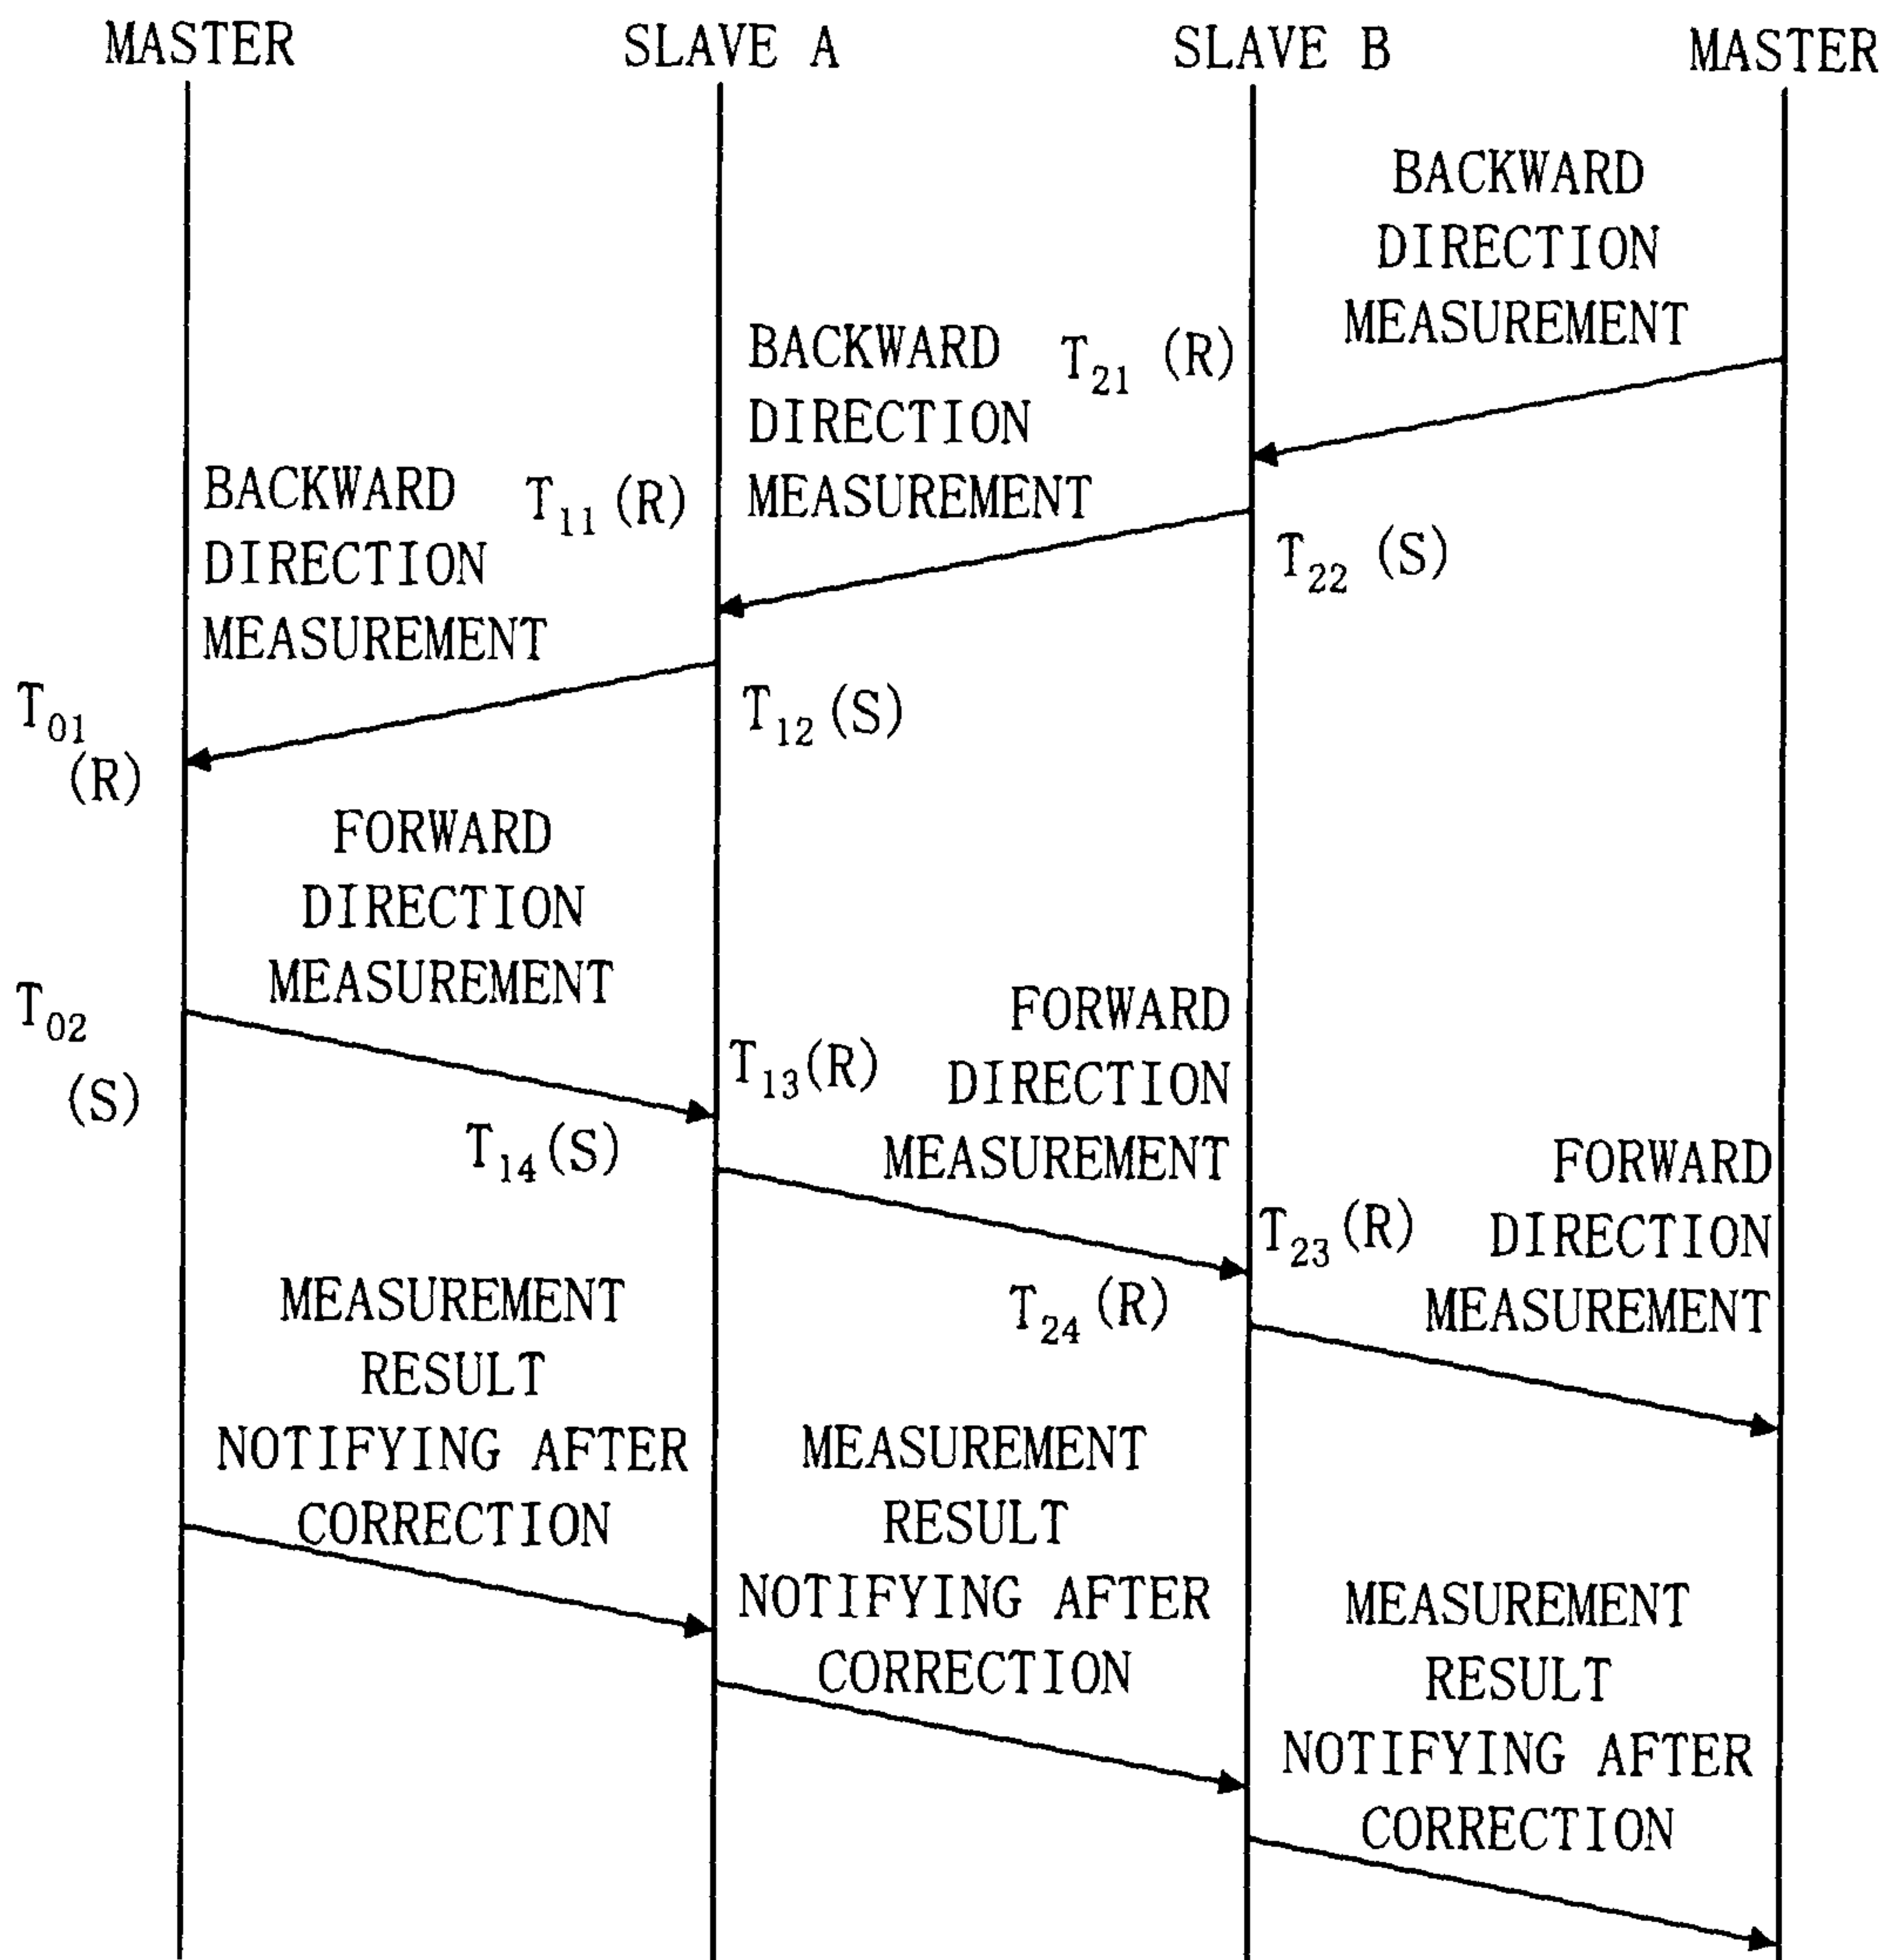 MASTER
SLAVE A
SLAVE B
MASTER
BACKWARD
DIRECTION
MEASUREMENT
BACKWARD
DIRECTION
MEASUREMENT
T21 (R)
T22 (S)
BACKWARD
DIRECTION
MEASUREMENT
T11 (R)
T12 (S)
T01
(R)
FORWARD
DIRECTION
MEASUREMENT
T02
(S)
T13 (R)
T14 (S)
FORWARD
DIRECTION
MEASUREMENT
T23 (R)
T24 (R)
FORWARD
DIRECTION
MEASUREMENT
MEASUREMENT
RESULT
NOTIFYING AFTER
CORRECTION
MEASUREMENT
RESULT
NOTIFYING AFTER
CORRECTION
MEASUREMENT
RESULT
NOTIFYING AFTER
CORRECTION